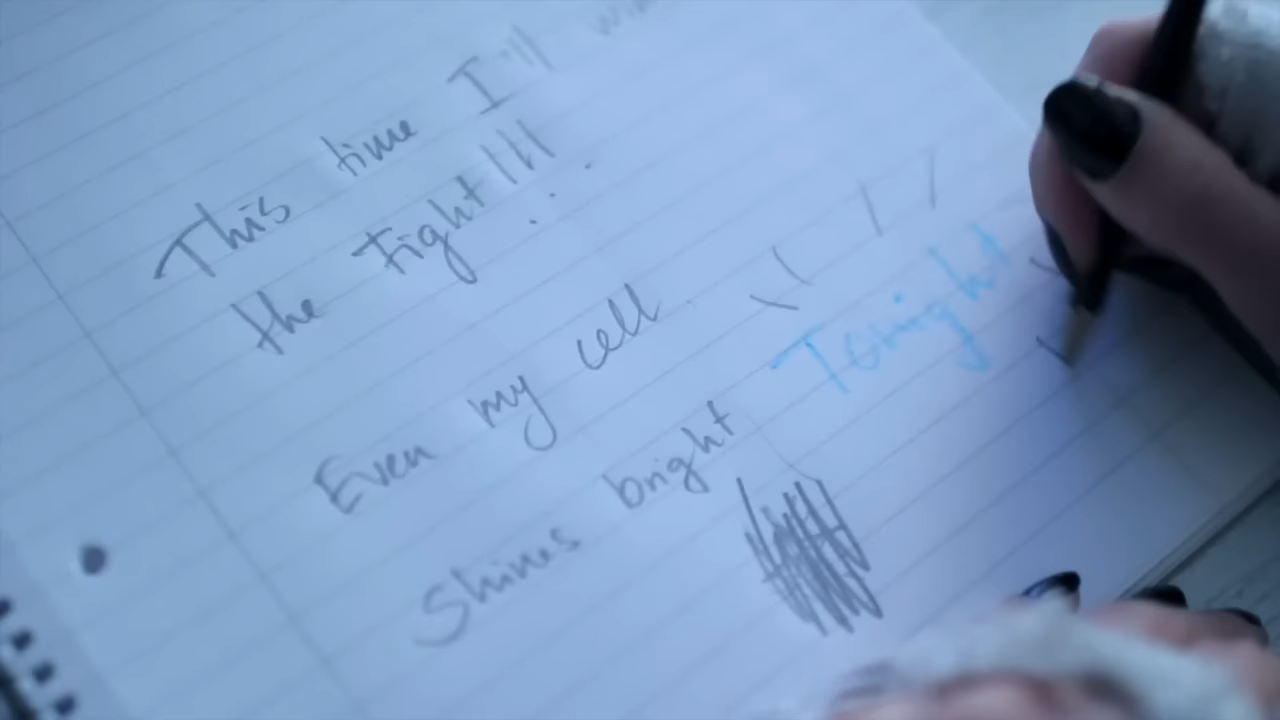 This time I'll
the Fight!!!
Even my cell
Shines bright Tonight